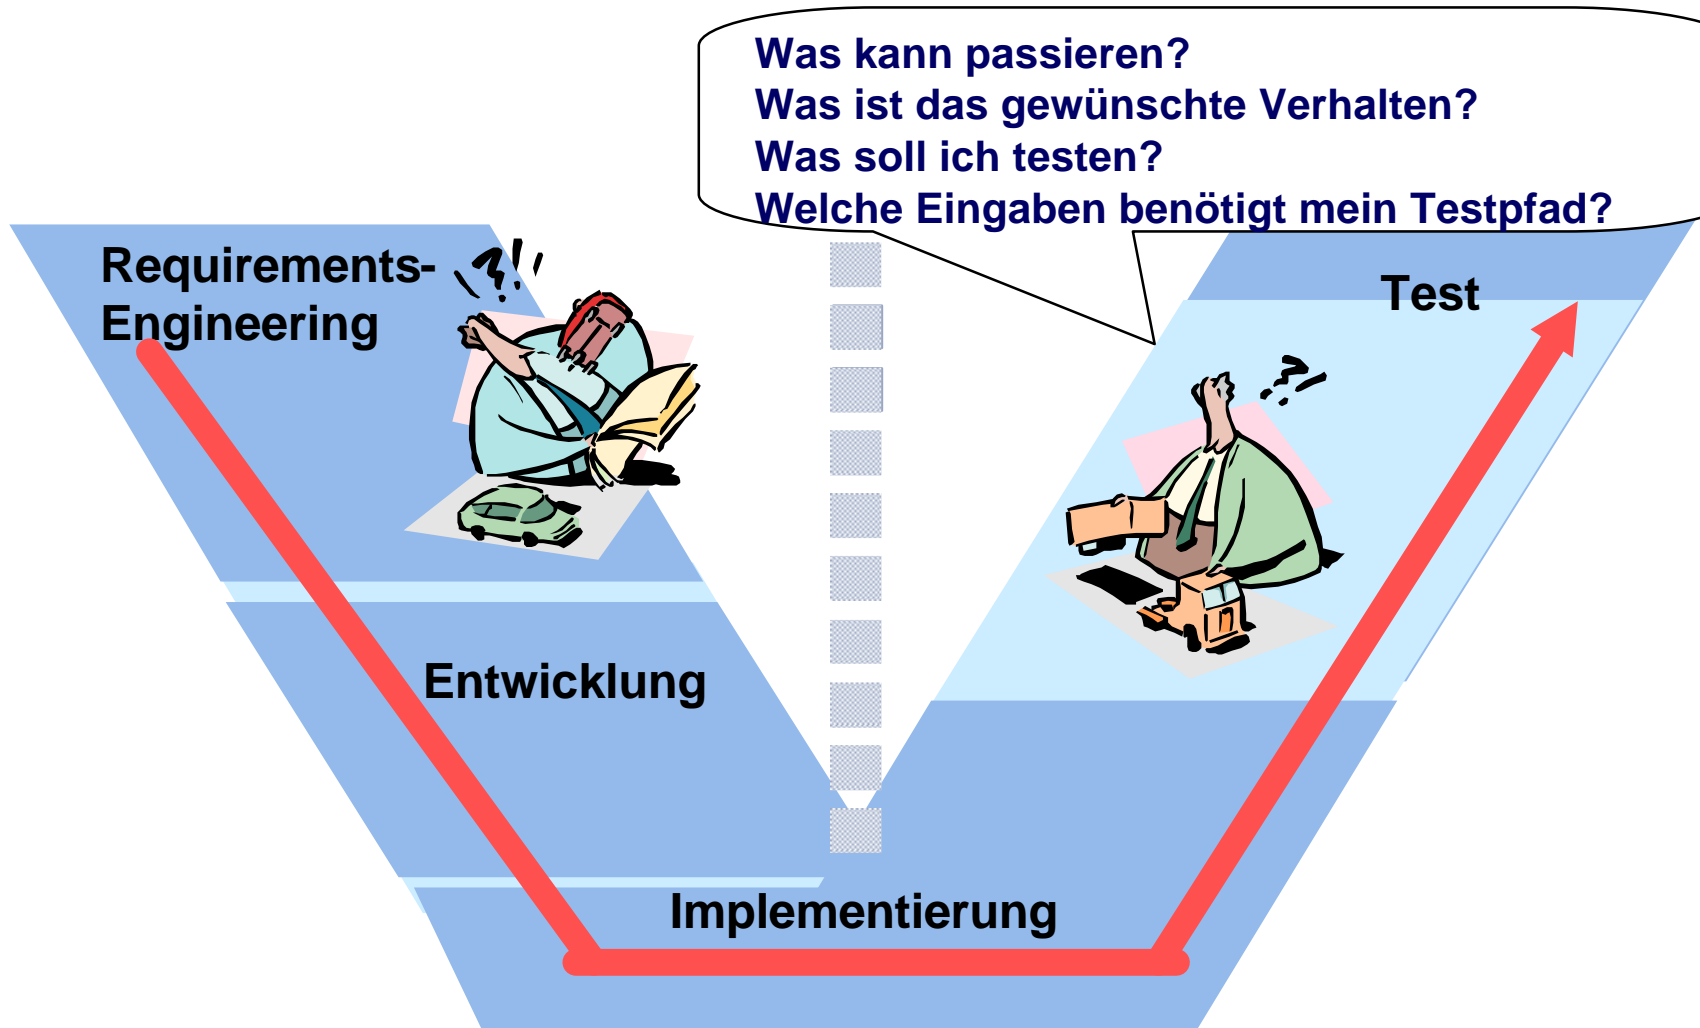 Was kann passieren?
Was ist das gewünschte Verhalten?
Was soll ich testen?
Welche Eingaben benötigt mein Testpfad?
Requirements-
Engineering
Test
Entwicklung
Implementierung